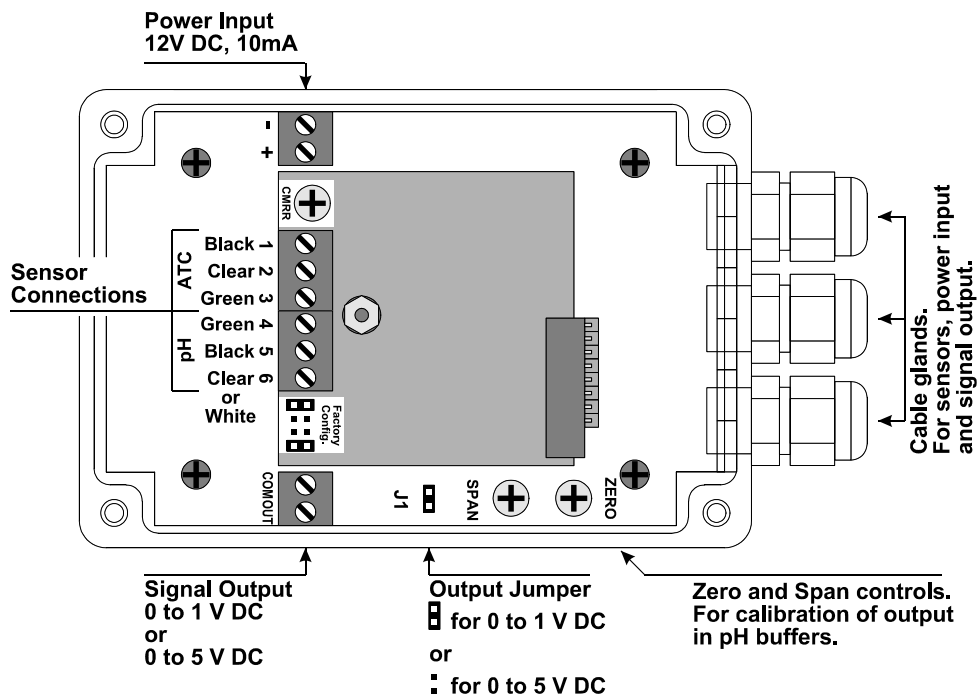 Power Input
12V DC, 10mA
-
+
CMRR
ATC
Black 1
Clear 2
Green 3
Sensor
Connections
pH
Green 4
Black 5
Clear 6
or
White
Factory
Config.
COMOUT
J1
SPAN
ZERO
Cable glands.
For sensors, power input
and signal output.
Signal Output
0 to 1 V DC
or
0 to 5 V DC
Output Jumper
for 0 to 1 V DC
or
for 0 to 5 V DC
Zero and Span controls.
For calibration of output
in pH buffers.